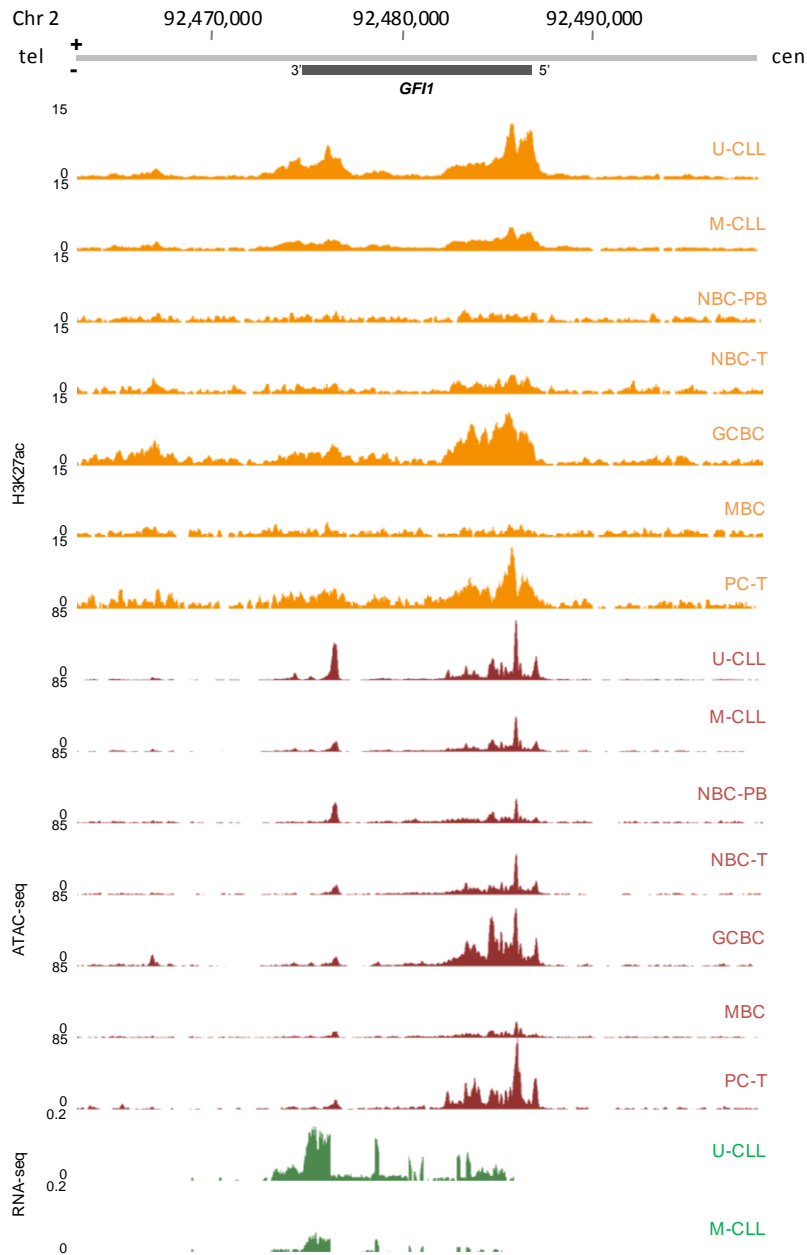 Chr 2 92,470,000 92,480,000 92,490,000
+
tel cen
-
3' 5'
GFI1
15
U-CLL
0
15
M-CLL
0
15
NBC-PB
0
15
NBC-T
0
15
GCBC
0
15
H3K27ac
MBC
0
15
PC-T
0
85
U-CLL
0
85
M-CLL
0
85
NBC-PB
0
85
NBC-T
0
85
ATAC-seq
GCBC
0
85
MBC
0
85
PC-T
0
0.2
RNA-seq
U-CLL
0
0.2
M-CLL
0